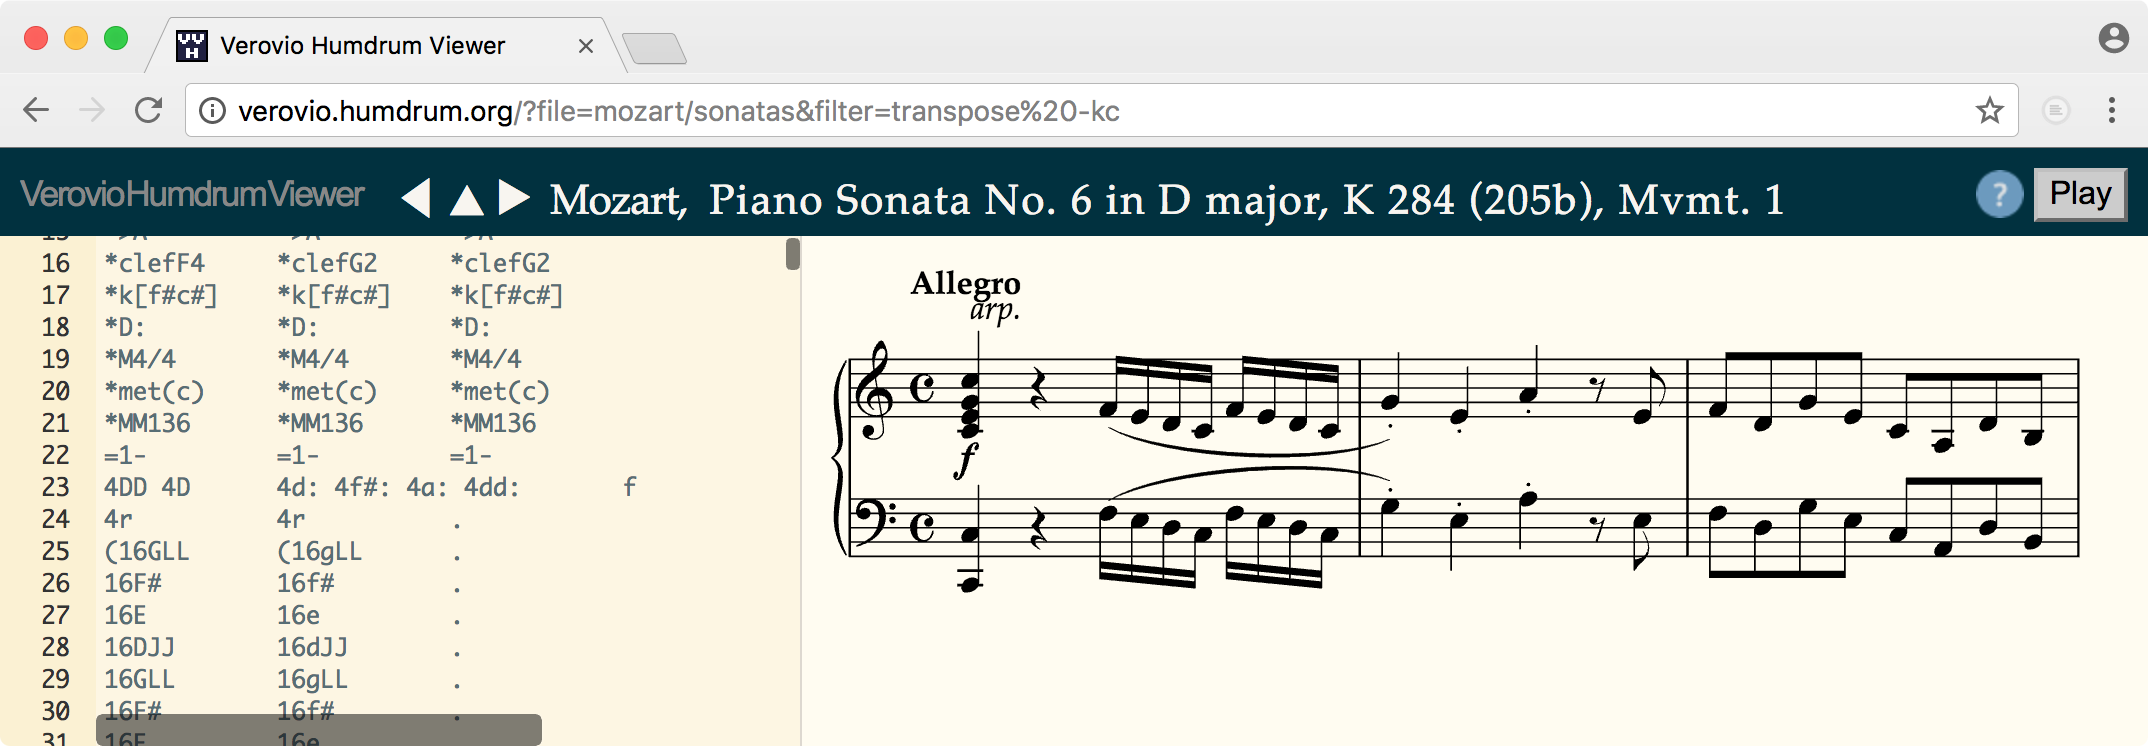 Verovio Humdrum Viewer
verovio.humdrum.org/?file=mozart/sonatas&filter=transpose%20-kc
VerovioHumdrumViewer Mozart, Piano Sonata No. 6 in D major, K 284 (205b), Mvmt. 1 ? Play
16 *clefF4 *clefG2 *clefG2
17 *k[f#c#] *k[f#c#] *k[f#c#]
18 *D: *D: *D:
19 *M4/4 *M4/4 *M4/4
20 *met(c) *met(c) *met(c)
21 *MM136 *MM136 *MM136
22 =1- =1- =1-
23 4DD 4D 4d: 4f#: 4a: 4dd: f
24 4r 4r .
25 (16GLL (16gLL .
26 16F# 16f# .
27 16E 16e .
28 16DJJ 16dJJ .
29 16GLL 16gLL .
30 16F# 16f# .
31 16E 16e
Allegro
arp.
f